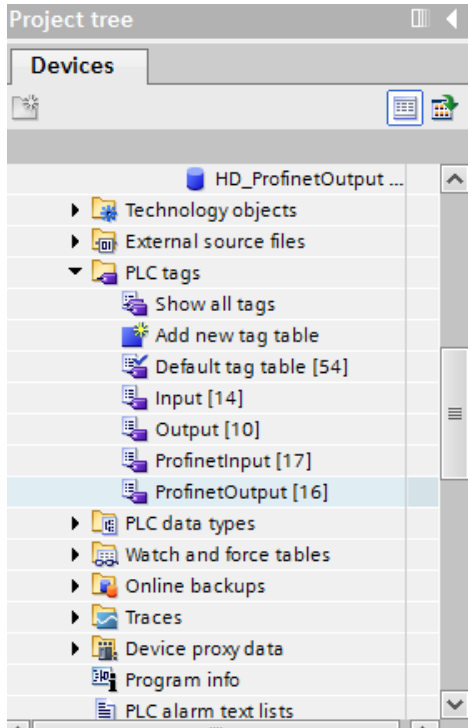 Project tree
Devices
HD_ProfinetOutput ...
Technology objects
External source files
PLC tags
Show all tags
Add new tag table
Default tag table [54]
Input [14]
Output [10]
ProfinetInput [17]
ProfinetOutput [16]
PLC data types
Watch and force tables
Online backups
Traces
Device proxy data
Program info
PLC alarm text lists